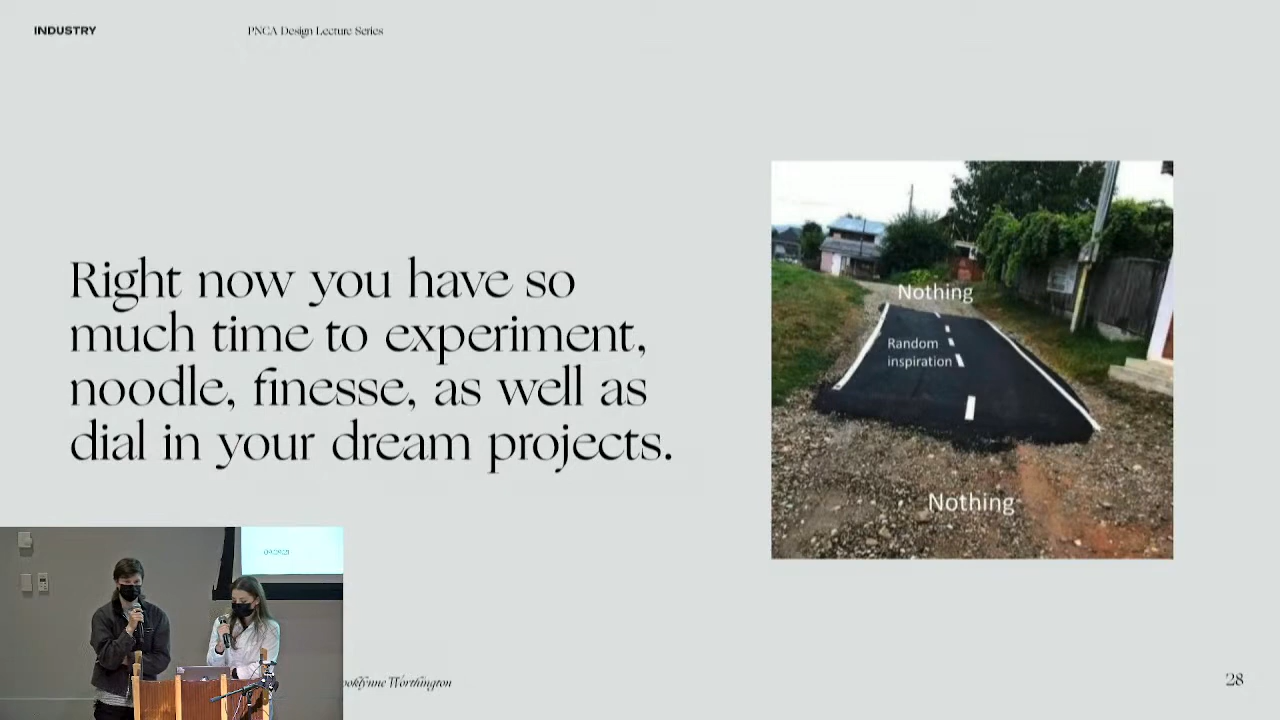 INDUSTRY
PNCA Design Lecture Series
Right now you have so
much time to experiment,
noodle, finesse, as well as
dial in your dream projects.
Nothing
Random
inspiration
Nothing
Worthington
28